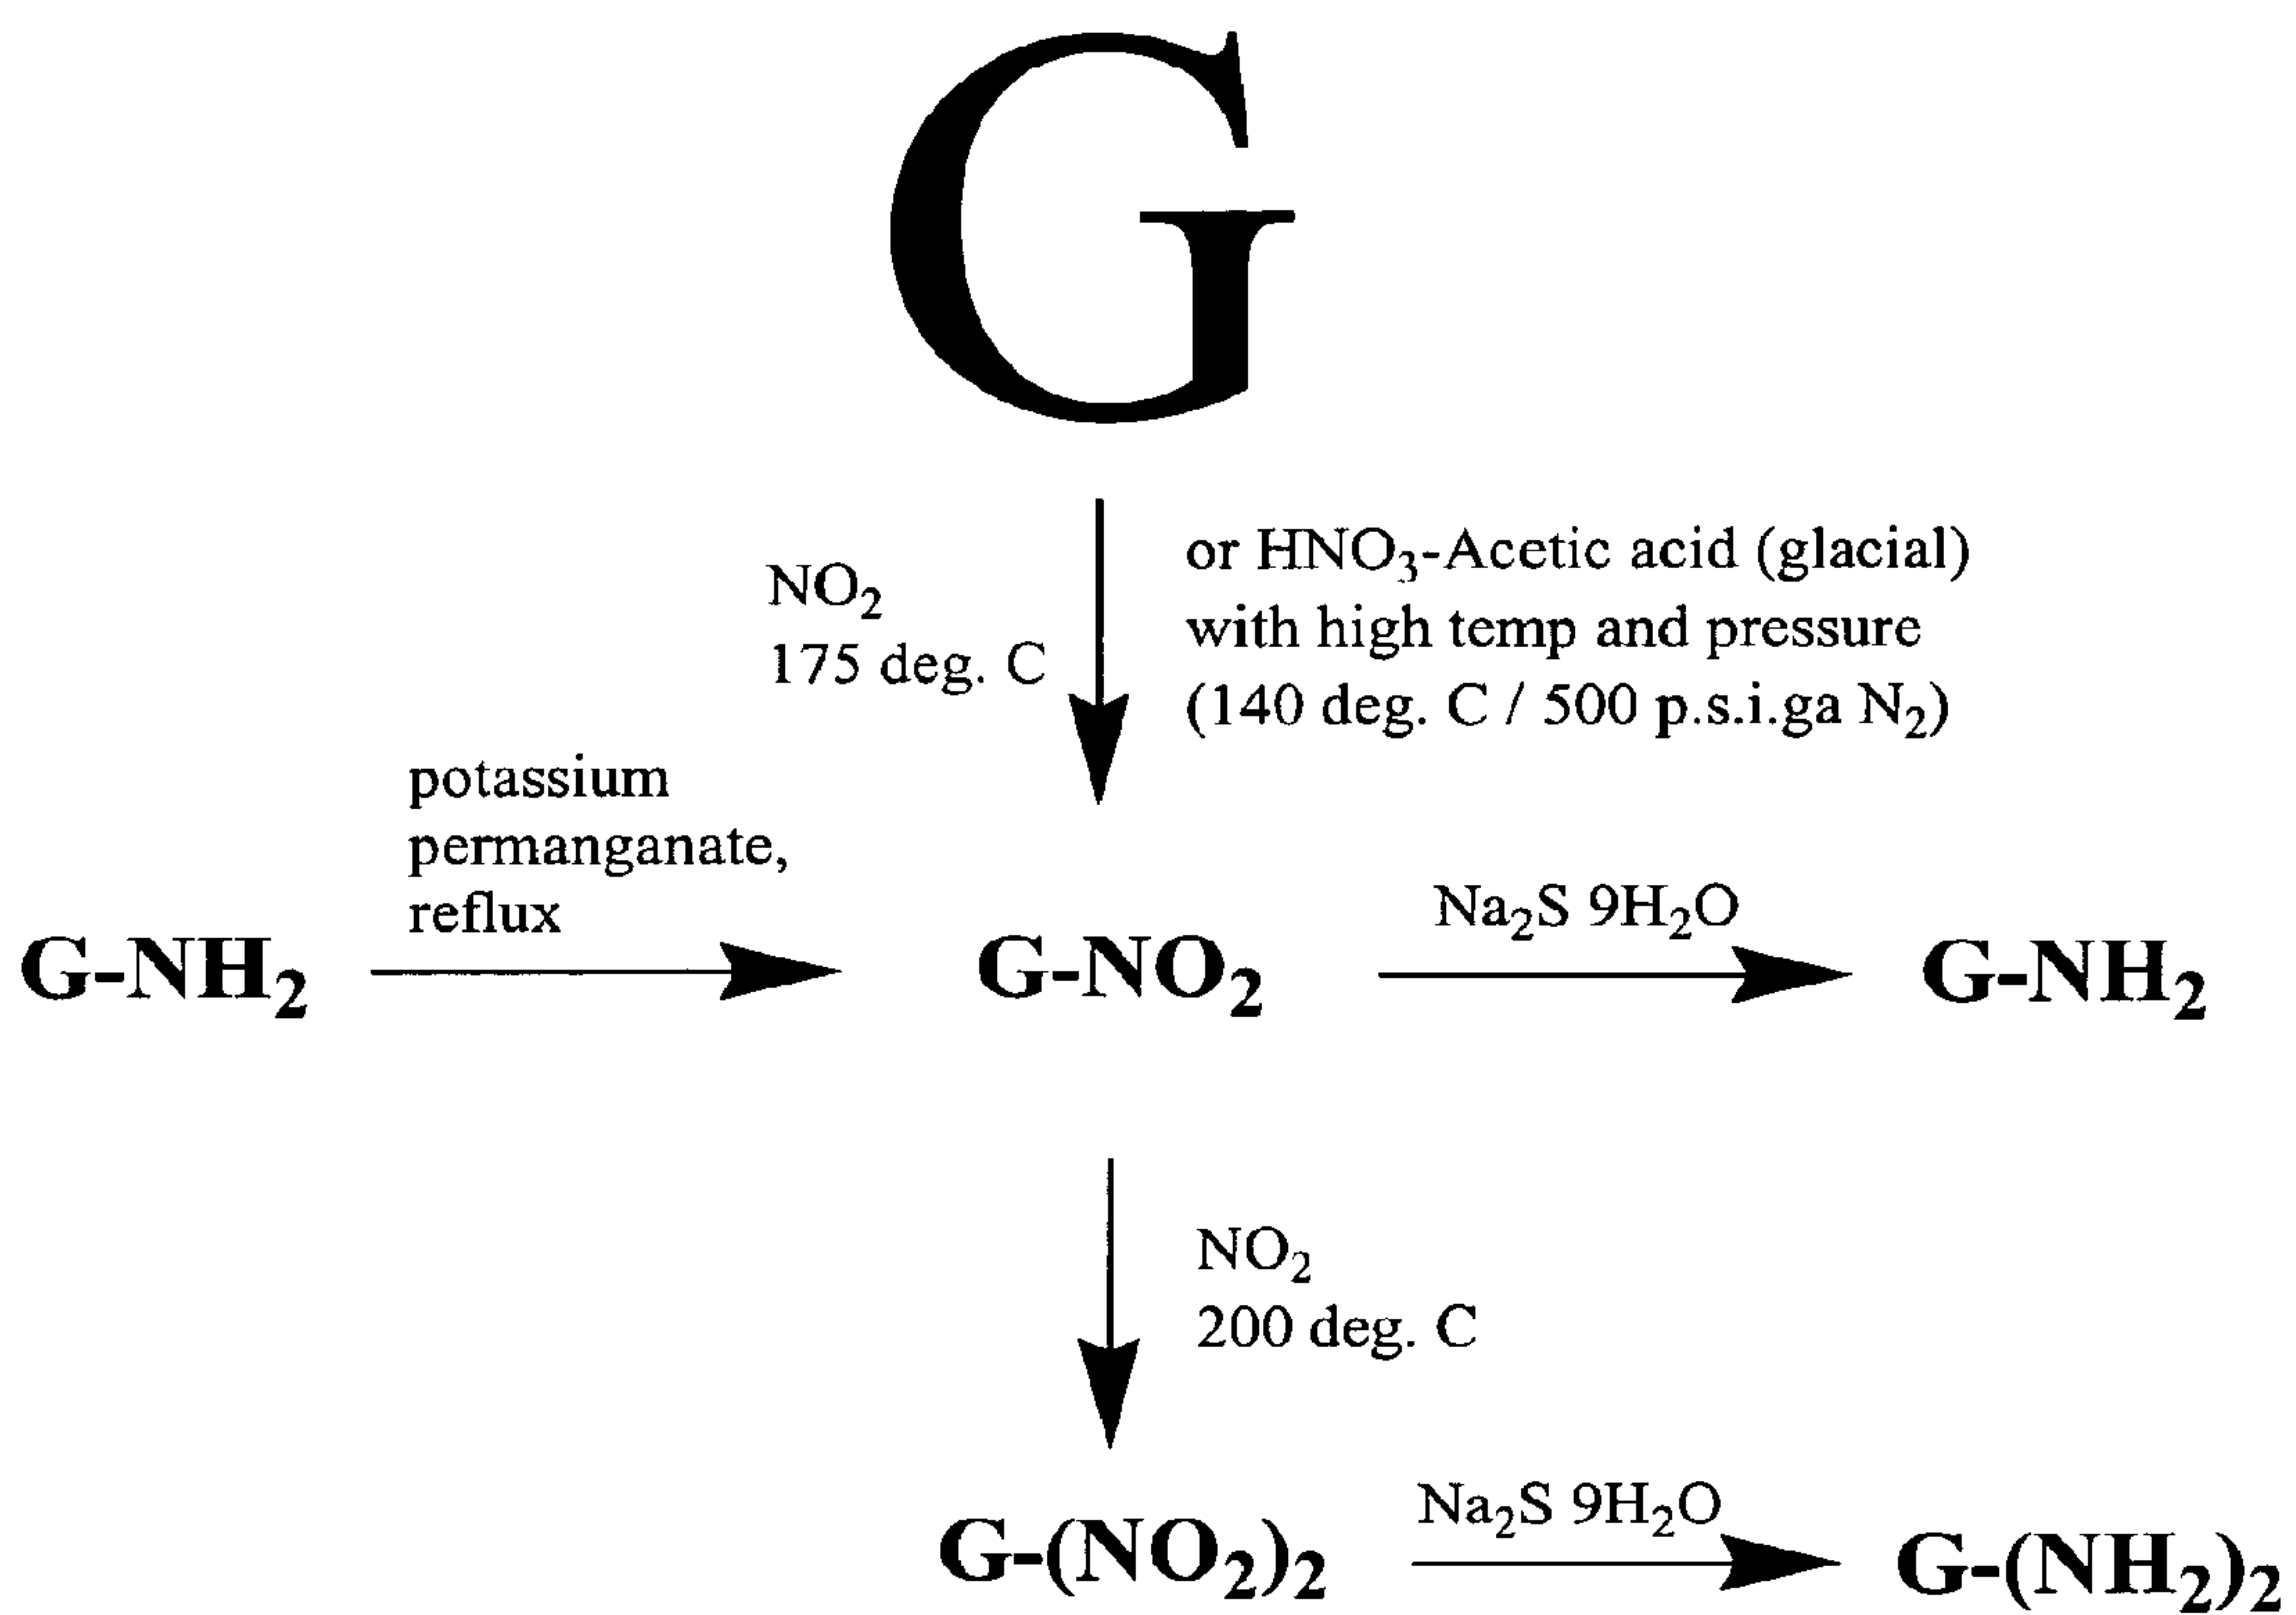 G
NO₂
175 deg. C
or HNO₃-Acetic acid (glacial)
with high temp and pressure
(140 deg. C / 500 p.s.i.ga N₂)
potassium
permanganate,
reflux
G-NH₂
G-NO₂
Na₂S 9H₂O
G-NH₂
NO₂
200 deg. C
G-(NO₂)₂
Na₂S 9H₂O
G-(NH₂)₂